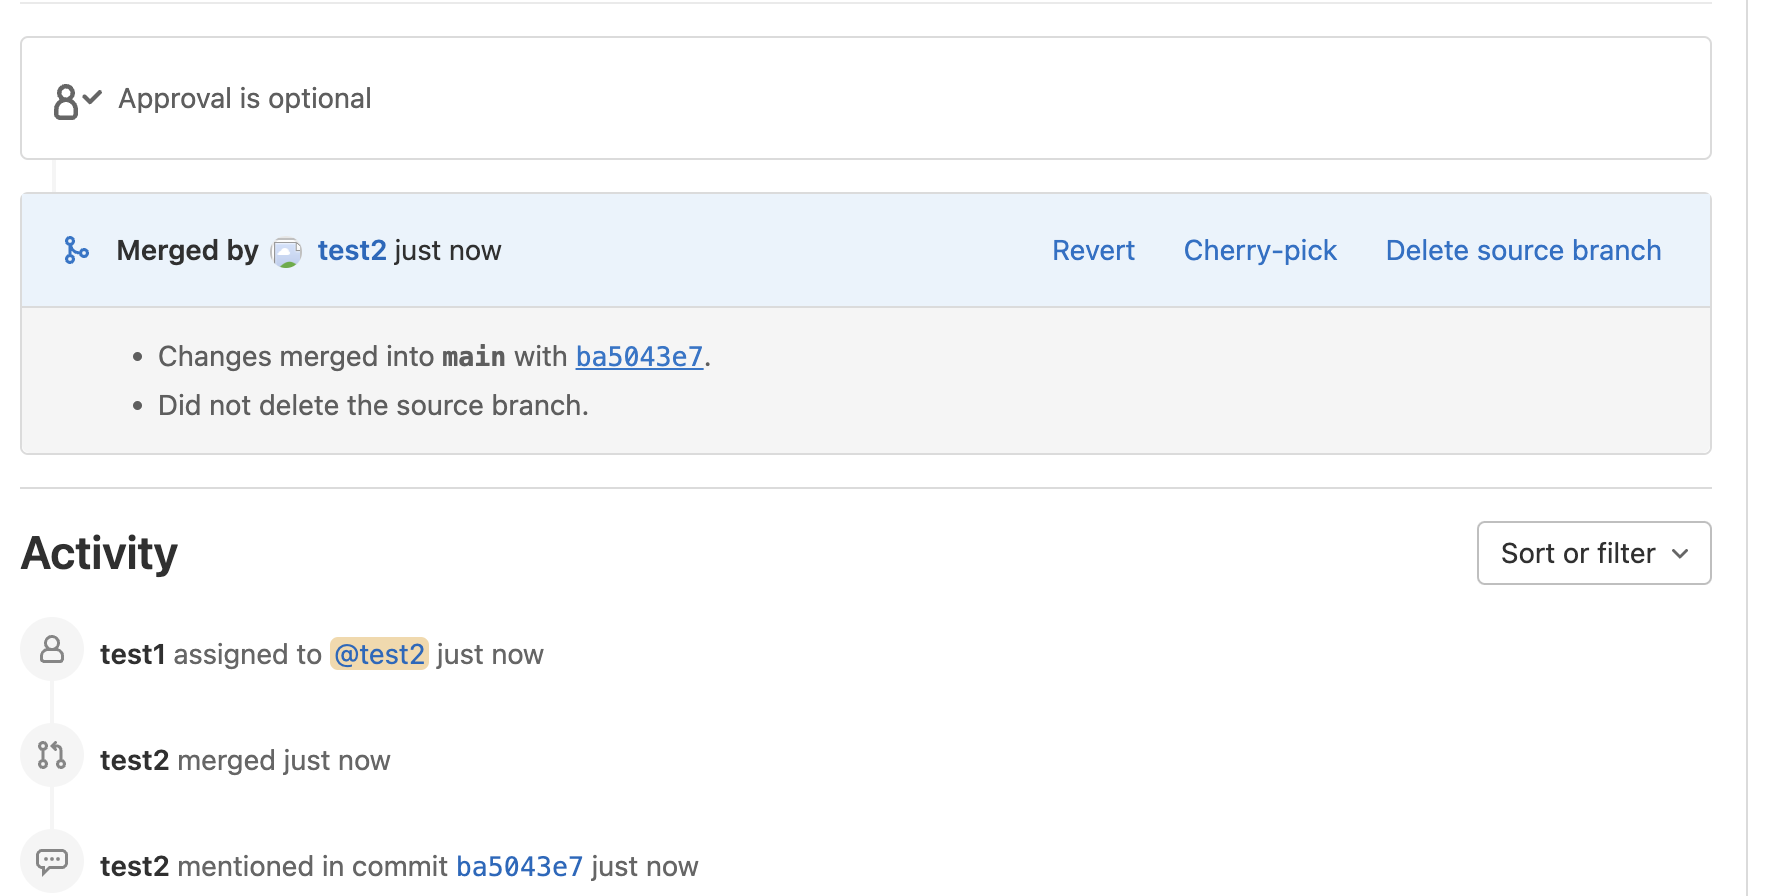 Approval is optional
Merged by test2 just now Revert Cherry-pick Delete source branch
• Changes merged into main with ba5043e7.
• Did not delete the source branch.
Activity Sort or filter
test1 assigned to @test2 just now
test2 merged just now
test2 mentioned in commit ba5043e7 just now